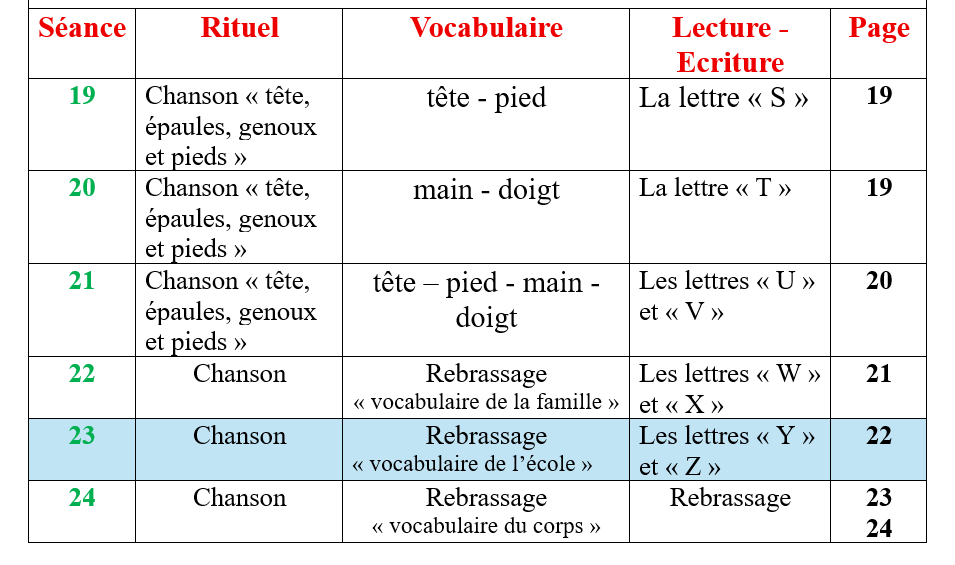 Séance Rituel Vocabulaire Lecture -
Ecriture Page
19 Chanson « tête, tête - pied La lettre « S » 19
épaules, genoux
et pieds »
20 Chanson « tête, main - doigt La lettre « T » 19
épaules, genoux
et pieds »
21 Chanson « tête, tête – pied - main - Les lettres « U » 20
épaules, genoux doigt et « V »
et pieds »
22 Chanson Rebrassage Les lettres « W » 21
« vocabulaire de la famille » et « X »
23 Chanson Rebrassage Les lettres « Y » 22
« vocabulaire de l’école » et « Z »
24 Chanson Rebrassage Rebrassage 23
« vocabulaire du corps » 24